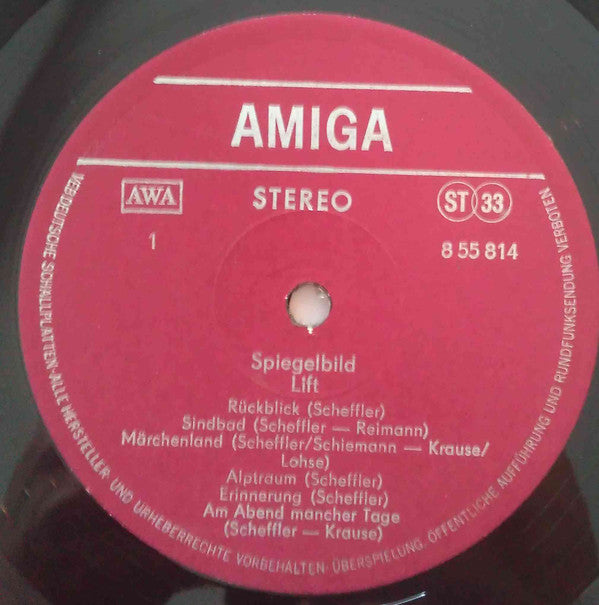 AMIGA
AWA
STEREO
ST 33
1
8 55 814
Spiegelbild
Lift
Rückblick (Scheffler)
Sindbad (Scheffler — Reimann)
Märchenland (Scheffler/Schiemann — Krause/
Lohse)
Alptraum (Scheffler)
Erinnerung (Scheffler)
Am Abend mancher Tage
(Scheffler — Krause)
VEB DEUTSCHE SCHALLPLATTEN · ALLE HERSTELLER- UND URHEBERRECHTE VORBEHALTEN · ÜBERSPIELUNG, ÖFFENTLICHE AUFFÜHRUNG UND RUNDFUNKSENDUNG VERBOTEN